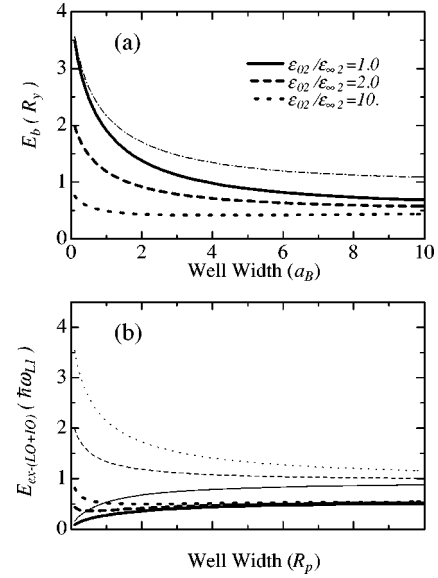 4
(a)
3
ε02/ε∞2=1.0
ε02/ε∞2=2.0
ε02/ε∞2=10.
2
1
0
Eb (Ry)
0 2 4 6 8 10
Well Width (aB)
4
(b)
3
2
1
0
Eex-(LO+IO) (ħωL1)
Well Width (Rp)